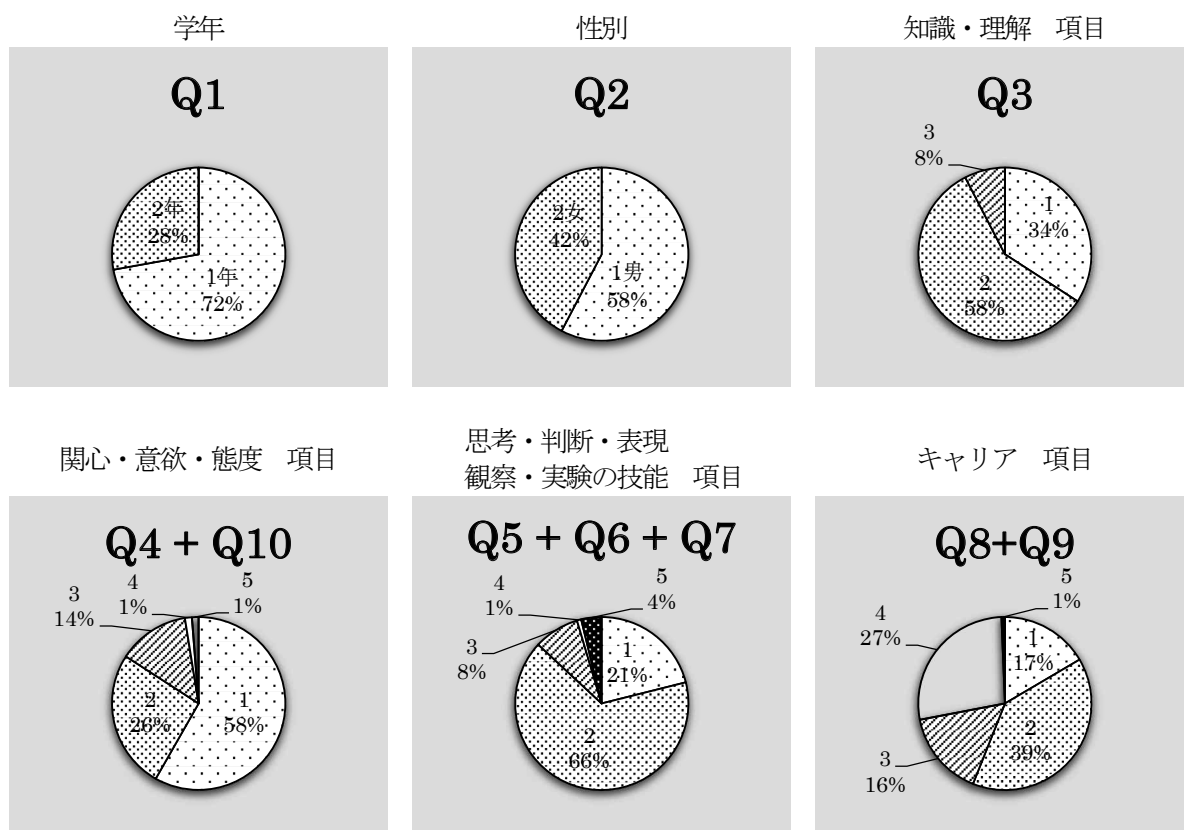 学年
Q1
2年
28%
1年
72%
性別
Q2
2女
42%
1男
58%
知識・理解　項目
Q3
3
8%
1
34%
2
58%
関心・意欲・態度　項目
Q4 + Q10
3
14%
4
1%
5
1%
2
26%
1
58%
思考・判断・表現
観察・実験の技能　項目
Q5 + Q6 + Q7
4
1%
5
4%
3
8%
1
21%
2
66%
キャリア　項目
Q8+Q9
5
1%
4
27%
1
17%
2
39%
3
16%